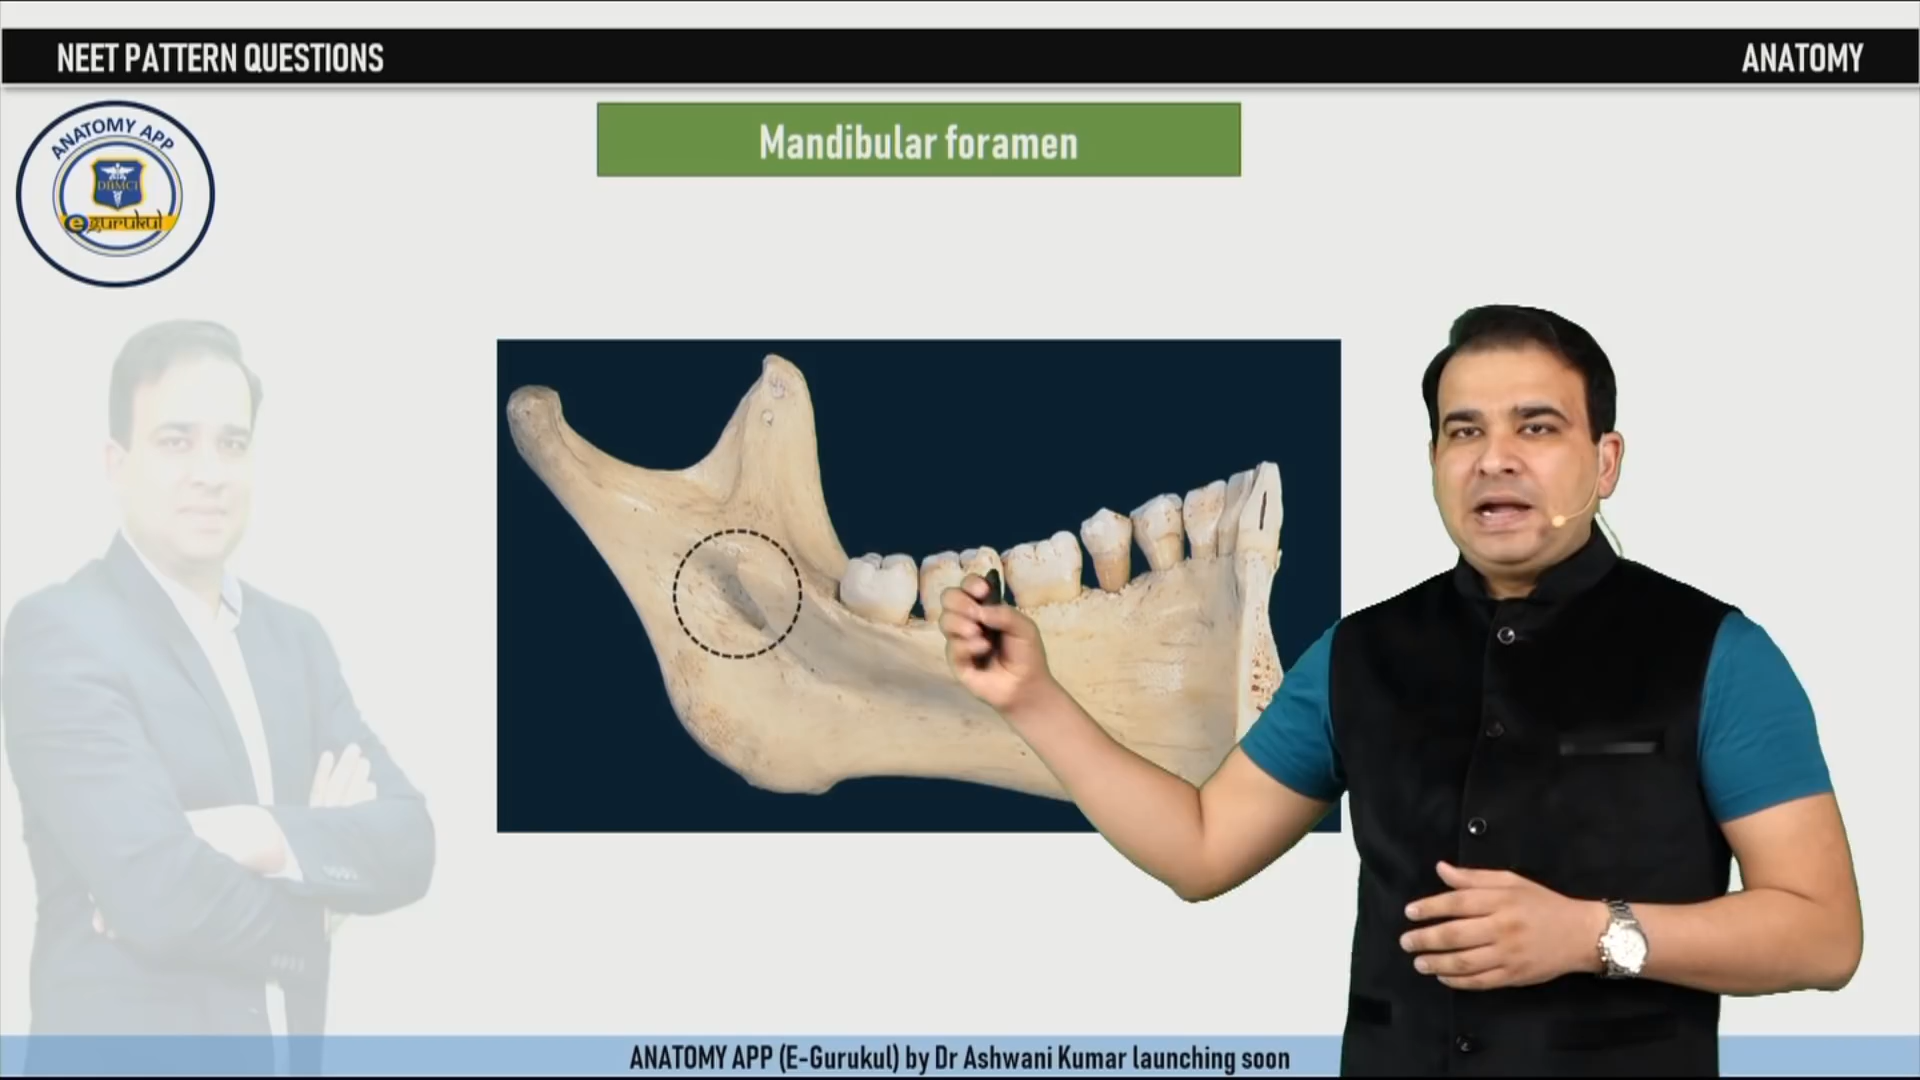 NEET PATTERN QUESTIONS
ANATOMY
Mandibular foramen
ANATOMY APP
DBMCI
egurukul
ANATOMY APP (E-Gurukul) by Dr Ashwani Kumar launching soon